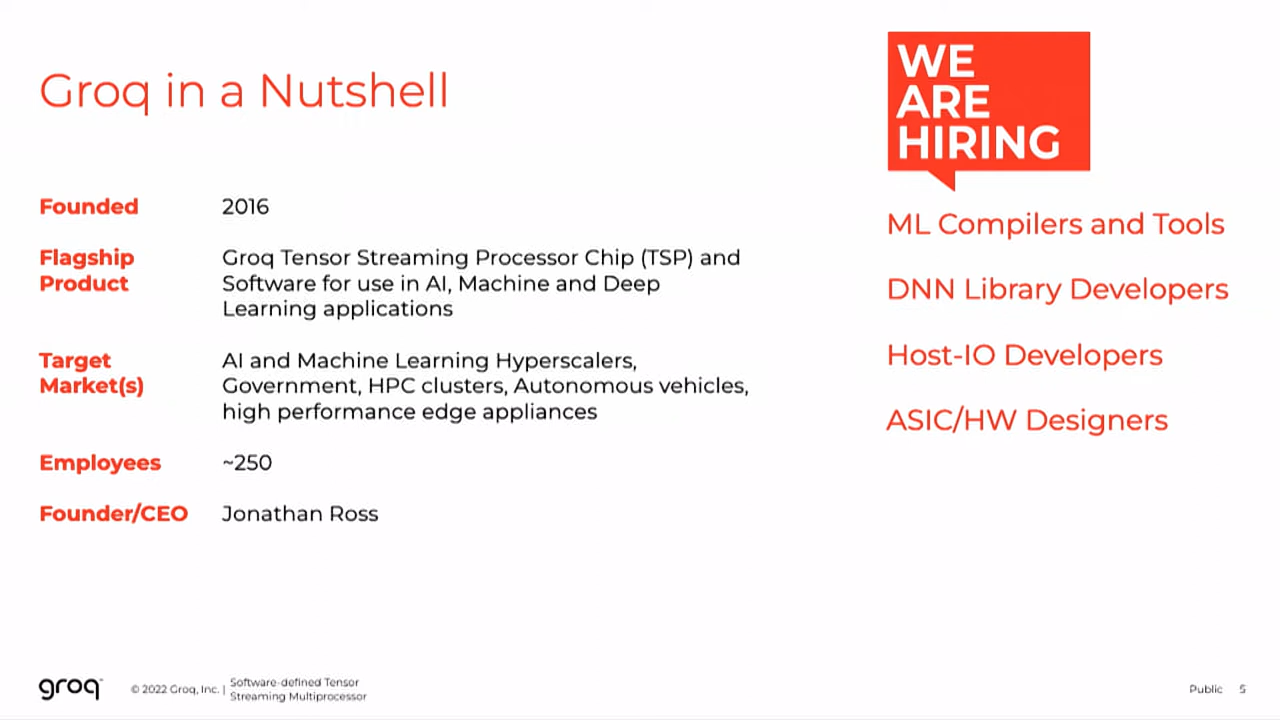 Groq in a Nutshell
WE
ARE
HIRING
Founded 2016
Flagship Groq Tensor Streaming Processor Chip (TSP) and
Product Software for use in AI, Machine and Deep
Learning applications
Target AI and Machine Learning Hyperscalers,
Market(s) Government, HPC clusters, Autonomous vehicles,
high performance edge appliances
Employees ~250
Founder/CEO Jonathan Ross
ML Compilers and Tools
DNN Library Developers
Host-IO Developers
ASIC/HW Designers
groq™ © 2022 Groq, Inc. | Software-defined Tensor
Streaming Multiprocessor
Public 5